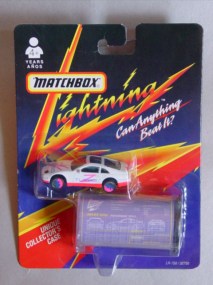 YEARS
AÑOS
MATCHBOX
Lightning
Can Anything
Beat It?
UNIQUE
COLLECTOR'S
CASE